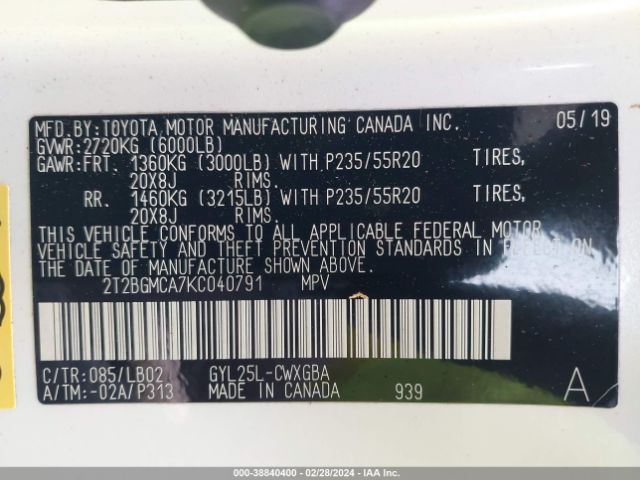 MFD.BY:TOYOTA MOTOR MANUFACTURING CANADA INC. 05/19
GVWR:2720KG (6000LB)
GAWR:FRT. 1360KG (3000LB) WITH P235/55R20 TIRES,
20X8J RIMS.
RR. 1460KG (3215LB) WITH P235/55R20 TIRES,
20X8J RIMS.
THIS VEHICLE CONFORMS TO ALL APPLICABLE FEDERAL MOTOR
VEHICLE SAFETY AND THEFT PREVENTION STANDARDS IN EFFECT ON
THE DATE OF MANUFACTURE SHOWN ABOVE.
2T2BGMCA7KC040791 MPV
C/TR:085/LB02 GYL25L-CWXGBA
A/TM:-02A/P313 MADE IN CANADA 939 A
000-38840400 - 02/28/2024 - IAA Inc.